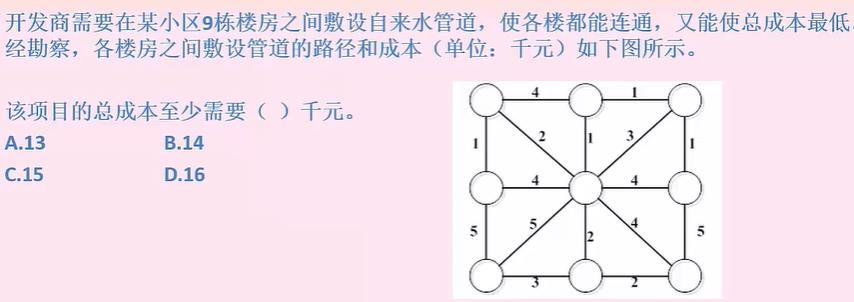 开发商需要在某小区9栋楼房之间敷设自来水管道，使各楼都能连通，又能使总成本最低。
经勘察，各楼房之间敷设管道的路径和成本（单位：千元）如下图所示。
该项目的总成本至少需要（ ）千元。
A.13 B.14
C.15 D.16
4 1
1 2 1 3 1
4 4
5 5 2 4 5
3 2